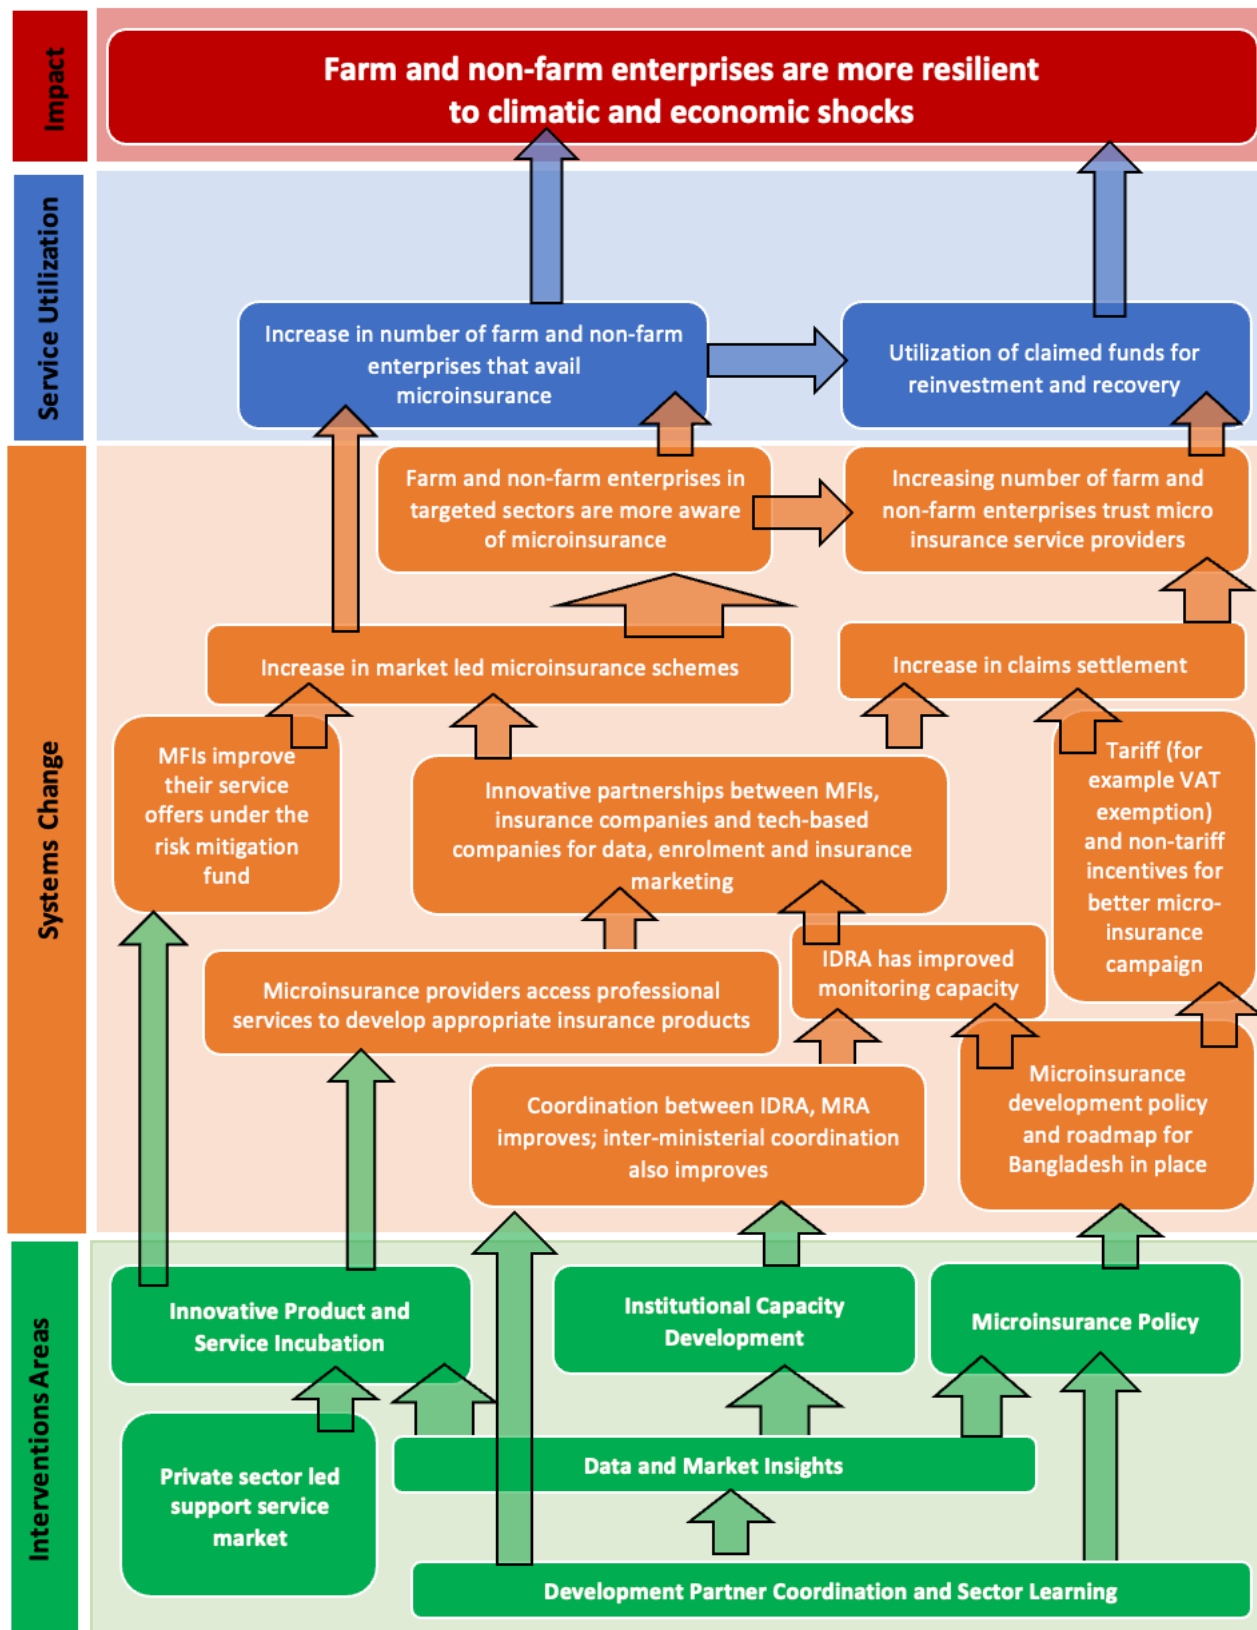 Impact
Farm and non-farm enterprises are more resilient
to climatic and economic shocks
Service Utilization
Increase in number of farm and non-farm
enterprises that avail
microinsurance
Utilization of claimed funds for
reinvestment and recovery
Systems Change
Farm and non-farm enterprises in
targeted sectors are more aware
of microinsurance
Increasing number of farm and
non-farm enterprises trust micro
insurance service providers
Increase in market led microinsurance schemes
Increase in claims settlement
MFIs improve
their service
offers under the
risk mitigation
fund
Innovative partnerships between MFIs,
insurance companies and tech-based
companies for data, enrolment and insurance
marketing
Tariff (for
example VAT
exemption)
and non-tariff
incentives for
better micro-
insurance
campaign
Microinsurance providers access professional
services to develop appropriate insurance products
IDRA has improved
monitoring capacity
Coordination between IDRA, MRA
improves; inter-ministerial coordination
also improves
Microinsurance
development policy
and roadmap for
Bangladesh in place
Interventions Areas
Innovative Product and
Service Incubation
Institutional Capacity
Development
Microinsurance Policy
Private sector led
support service
market
Data and Market Insights
Development Partner Coordination and Sector Learning